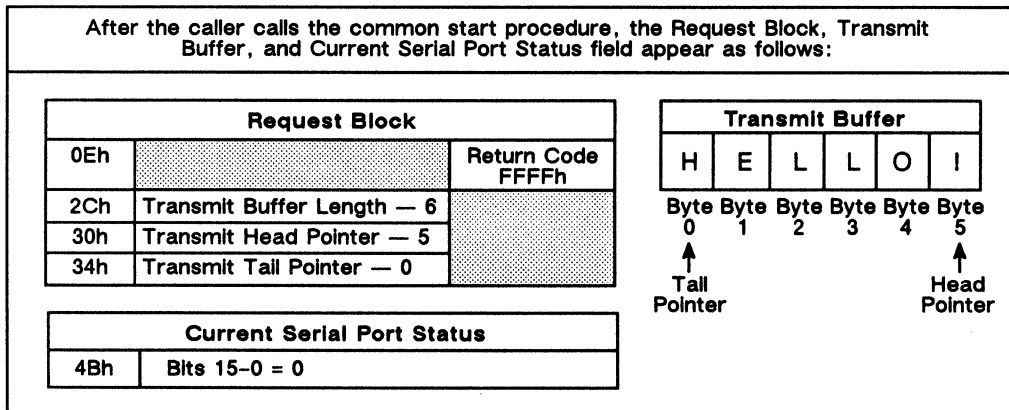 After the caller calls the common start procedure, the Request Block, Transmit
Buffer, and Current Serial Port Status field appear as follows:
Request Block
0Eh
Return Code
FFFFh
2Ch Transmit Buffer Length — 6
30h Transmit Head Pointer — 5
34h Transmit Tail Pointer — 0
Transmit Buffer
H E L L O !
Byte Byte Byte Byte Byte Byte
0 1 2 3 4 5
Tail
Pointer
Head
Pointer
Current Serial Port Status
4Bh Bits 15-0 = 0